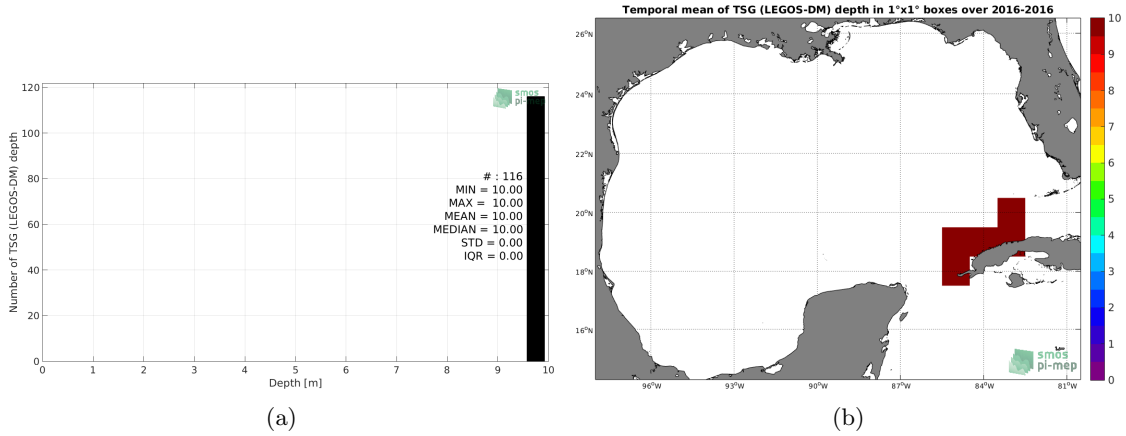 Number of TSG (LEGOS-DM) depth
120
100
80
60
40
20
0
smos
pi-mep
# : 116
MIN = 10.00
MAX = 10.00
MEAN = 10.00
MEDIAN = 10.00
STD = 0.00
IQR = 0.00
0 1 2 3 4 5 6 7 8 9 10
Depth [m]
(a)
Temporal mean of TSG (LEGOS-DM) depth in 1°x1° boxes over 2016-2016
26°N
24°N
22°N
20°N
18°N
16°N
96°W 93°W 90°W 87°W 84°W 81°W
smos
pi-mep
10
9
8
7
6
5
4
3
2
1
0
(b)